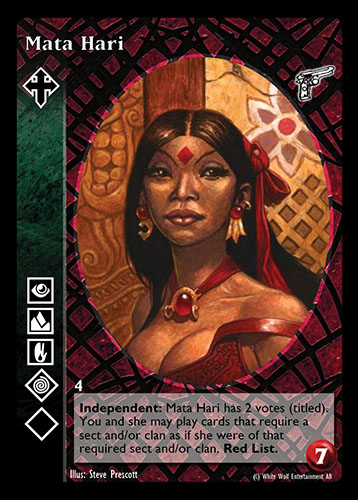 Mata Hari
4
Independent: Mata Hari has 2 votes (titled).
You and she may play cards that require a
sect and/or clan as if she were of that
required sect and/or clan. Red List.
7
Illus: Steve Prescott
(C) White Wolf Entertainment AB